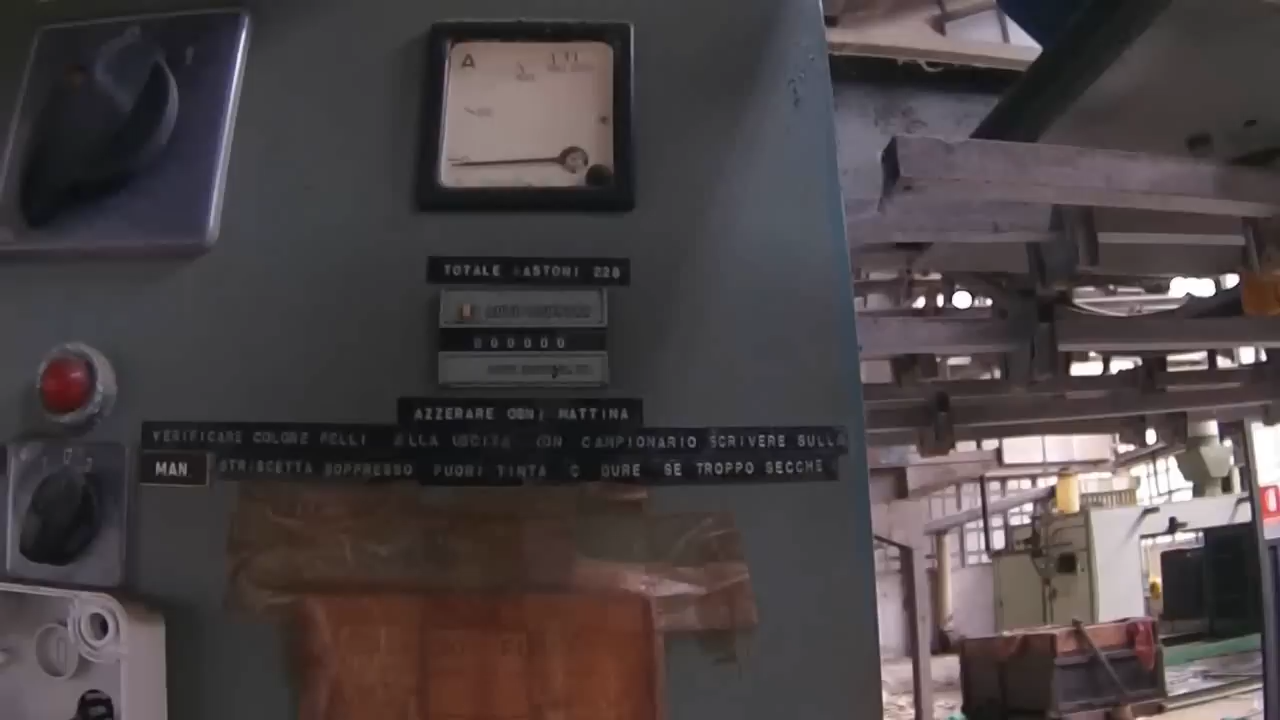 A
TOTALE BASTONI 228
000000
AZZERARE OGNI MATTINA
VERIFICARE COLORE PELLI ALLA USCITA CON CAMPIONARIO SCRIVERE SULLA
MAN. STRISCETTA SOPPRESSO FUORI TINTA O DURE SE TROPPO SECCHE